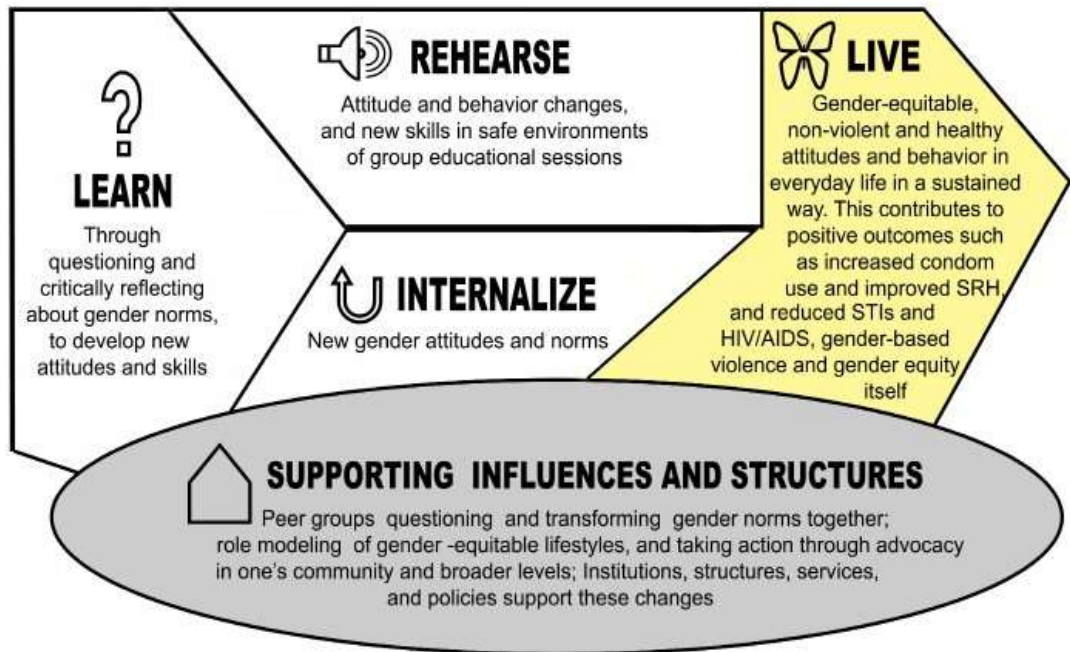 LEARN
Through
questioning and
critically reflecting
about gender norms,
to develop new
attitudes and skills
REHEARSE
Attitude and behavior changes,
and new skills in safe environments
of group educational sessions
INTERNALIZE
New gender attitudes and norms
LIVE
Gender-equitable,
non-violent and healthy
attitudes and behavior in
everyday life in a sustained
way. This contributes to
positive outcomes such
as increased condom
use and improved SRH,
and reduced STIs and
HIV/AIDS, gender-based
violence and gender equity
itself
SUPPORTING INFLUENCES AND STRUCTURES
Peer groups questioning and transforming gender norms together;
role modeling of gender -equitable lifestyles, and taking action through advocacy
in one's community and broader levels; Institutions, structures, services,
and policies support these changes